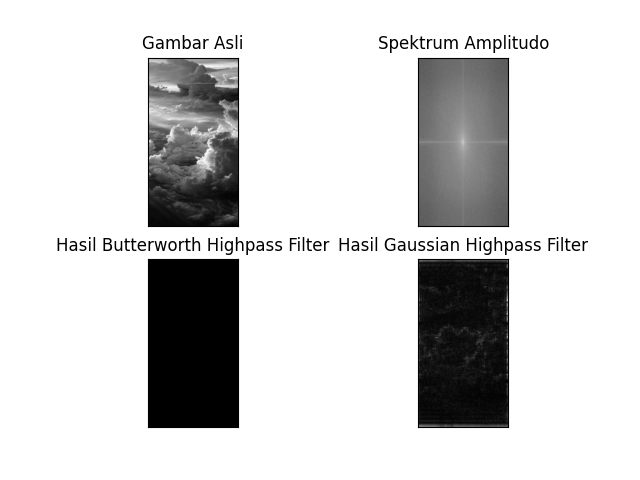 Gambar Asli
Spektrum Amplitudo
Hasil Butterworth Highpass Filter
Hasil Gaussian Highpass Filter